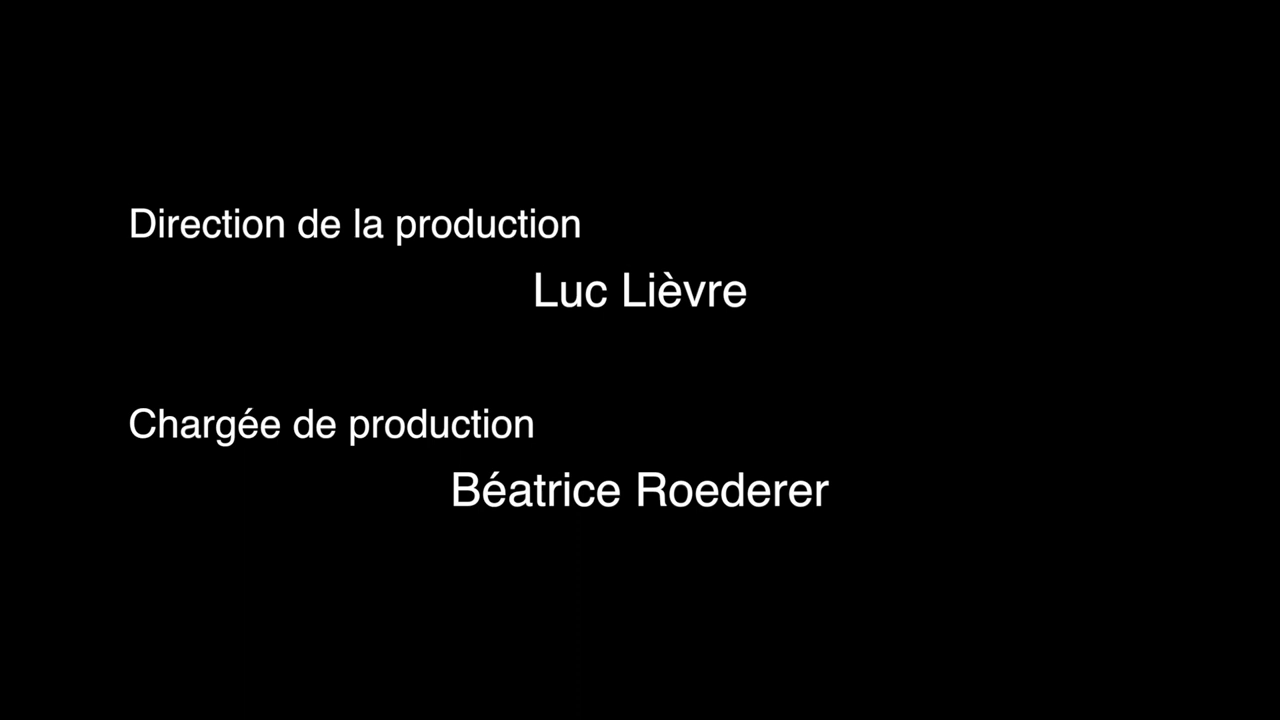 Direction de la production
Luc Lièvre
Chargée de production
Béatrice Roederer